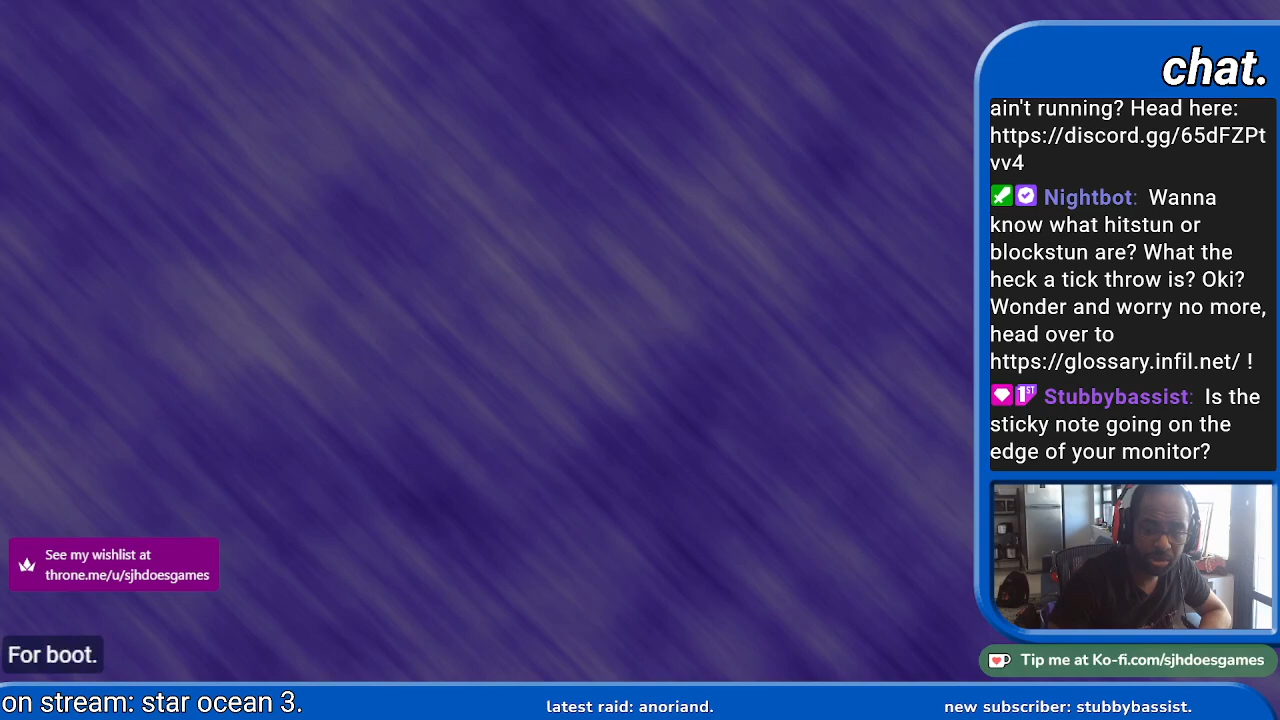 chat.
ain't running? Head here:
https://discord.gg/65dFZPt
vv4
Nightbot: Wanna
know what hitstun or
blockstun are? What the
heck a tick throw is? Oki?
Wonder and worry no more,
head over to
https://glossary.infil.net/ !
1ST Stubbybassist: Is the
sticky note going on the
edge of your monitor?
See my wishlist at
throne.me/u/sjhdoesgames
For boot.
Tip me at Ko-fi.com/sjhdoesgames
on stream: star ocean 3.
latest raid: anoriand.
new subscriber: stubbybassist.